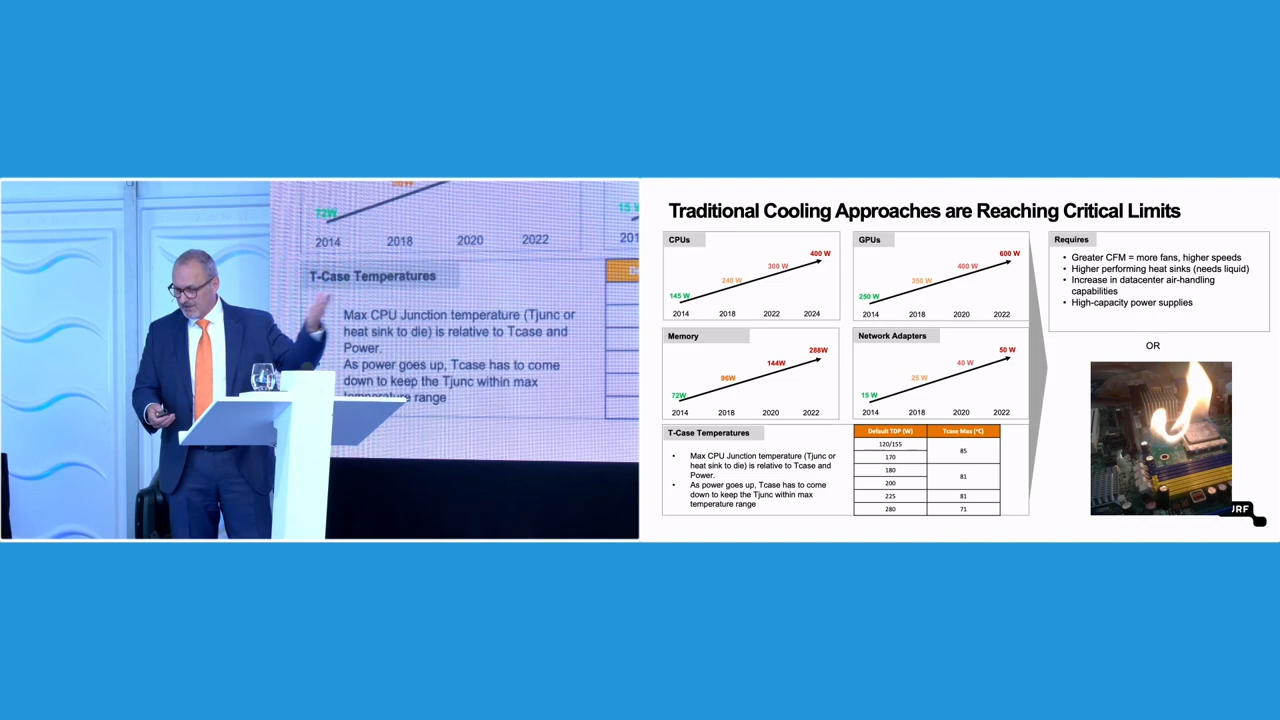 72W
2014 2018 2020 2022
T-Case Temperatures
Max CPU Junction temperature (Tjunc or
heat sink to die) is relative to Tcase and
Power.
As power goes up, Tcase has to come
down to keep the Tjunc within max
temperature range
15
201
Traditional Cooling Approaches are Reaching Critical Limits
CPUs
145 W 240 W 300 W 400 W
2014 2018 2022 2024
GPUs
250 W 350 W 400 W 600 W
2014 2018 2020 2022
Memory
72W 96W 144W 288W
2014 2018 2020 2022
Network Adapters
15 W 25 W 40 W 50 W
2014 2018 2020 2022
T-Case Temperatures
• Max CPU Junction temperature (Tjunc or
heat sink to die) is relative to Tcase and
Power.
• As power goes up, Tcase has to come
down to keep the Tjunc within max
temperature range
Default TDP (W) Tcase Max (°C)
120/155
170
85
180
200
81
225 81
280 71
Requires
• Greater CFM = more fans, higher speeds
• Higher performing heat sinks (needs liquid)
• Increase in datacenter air-handling
capabilities
• High-capacity power supplies
OR
URF